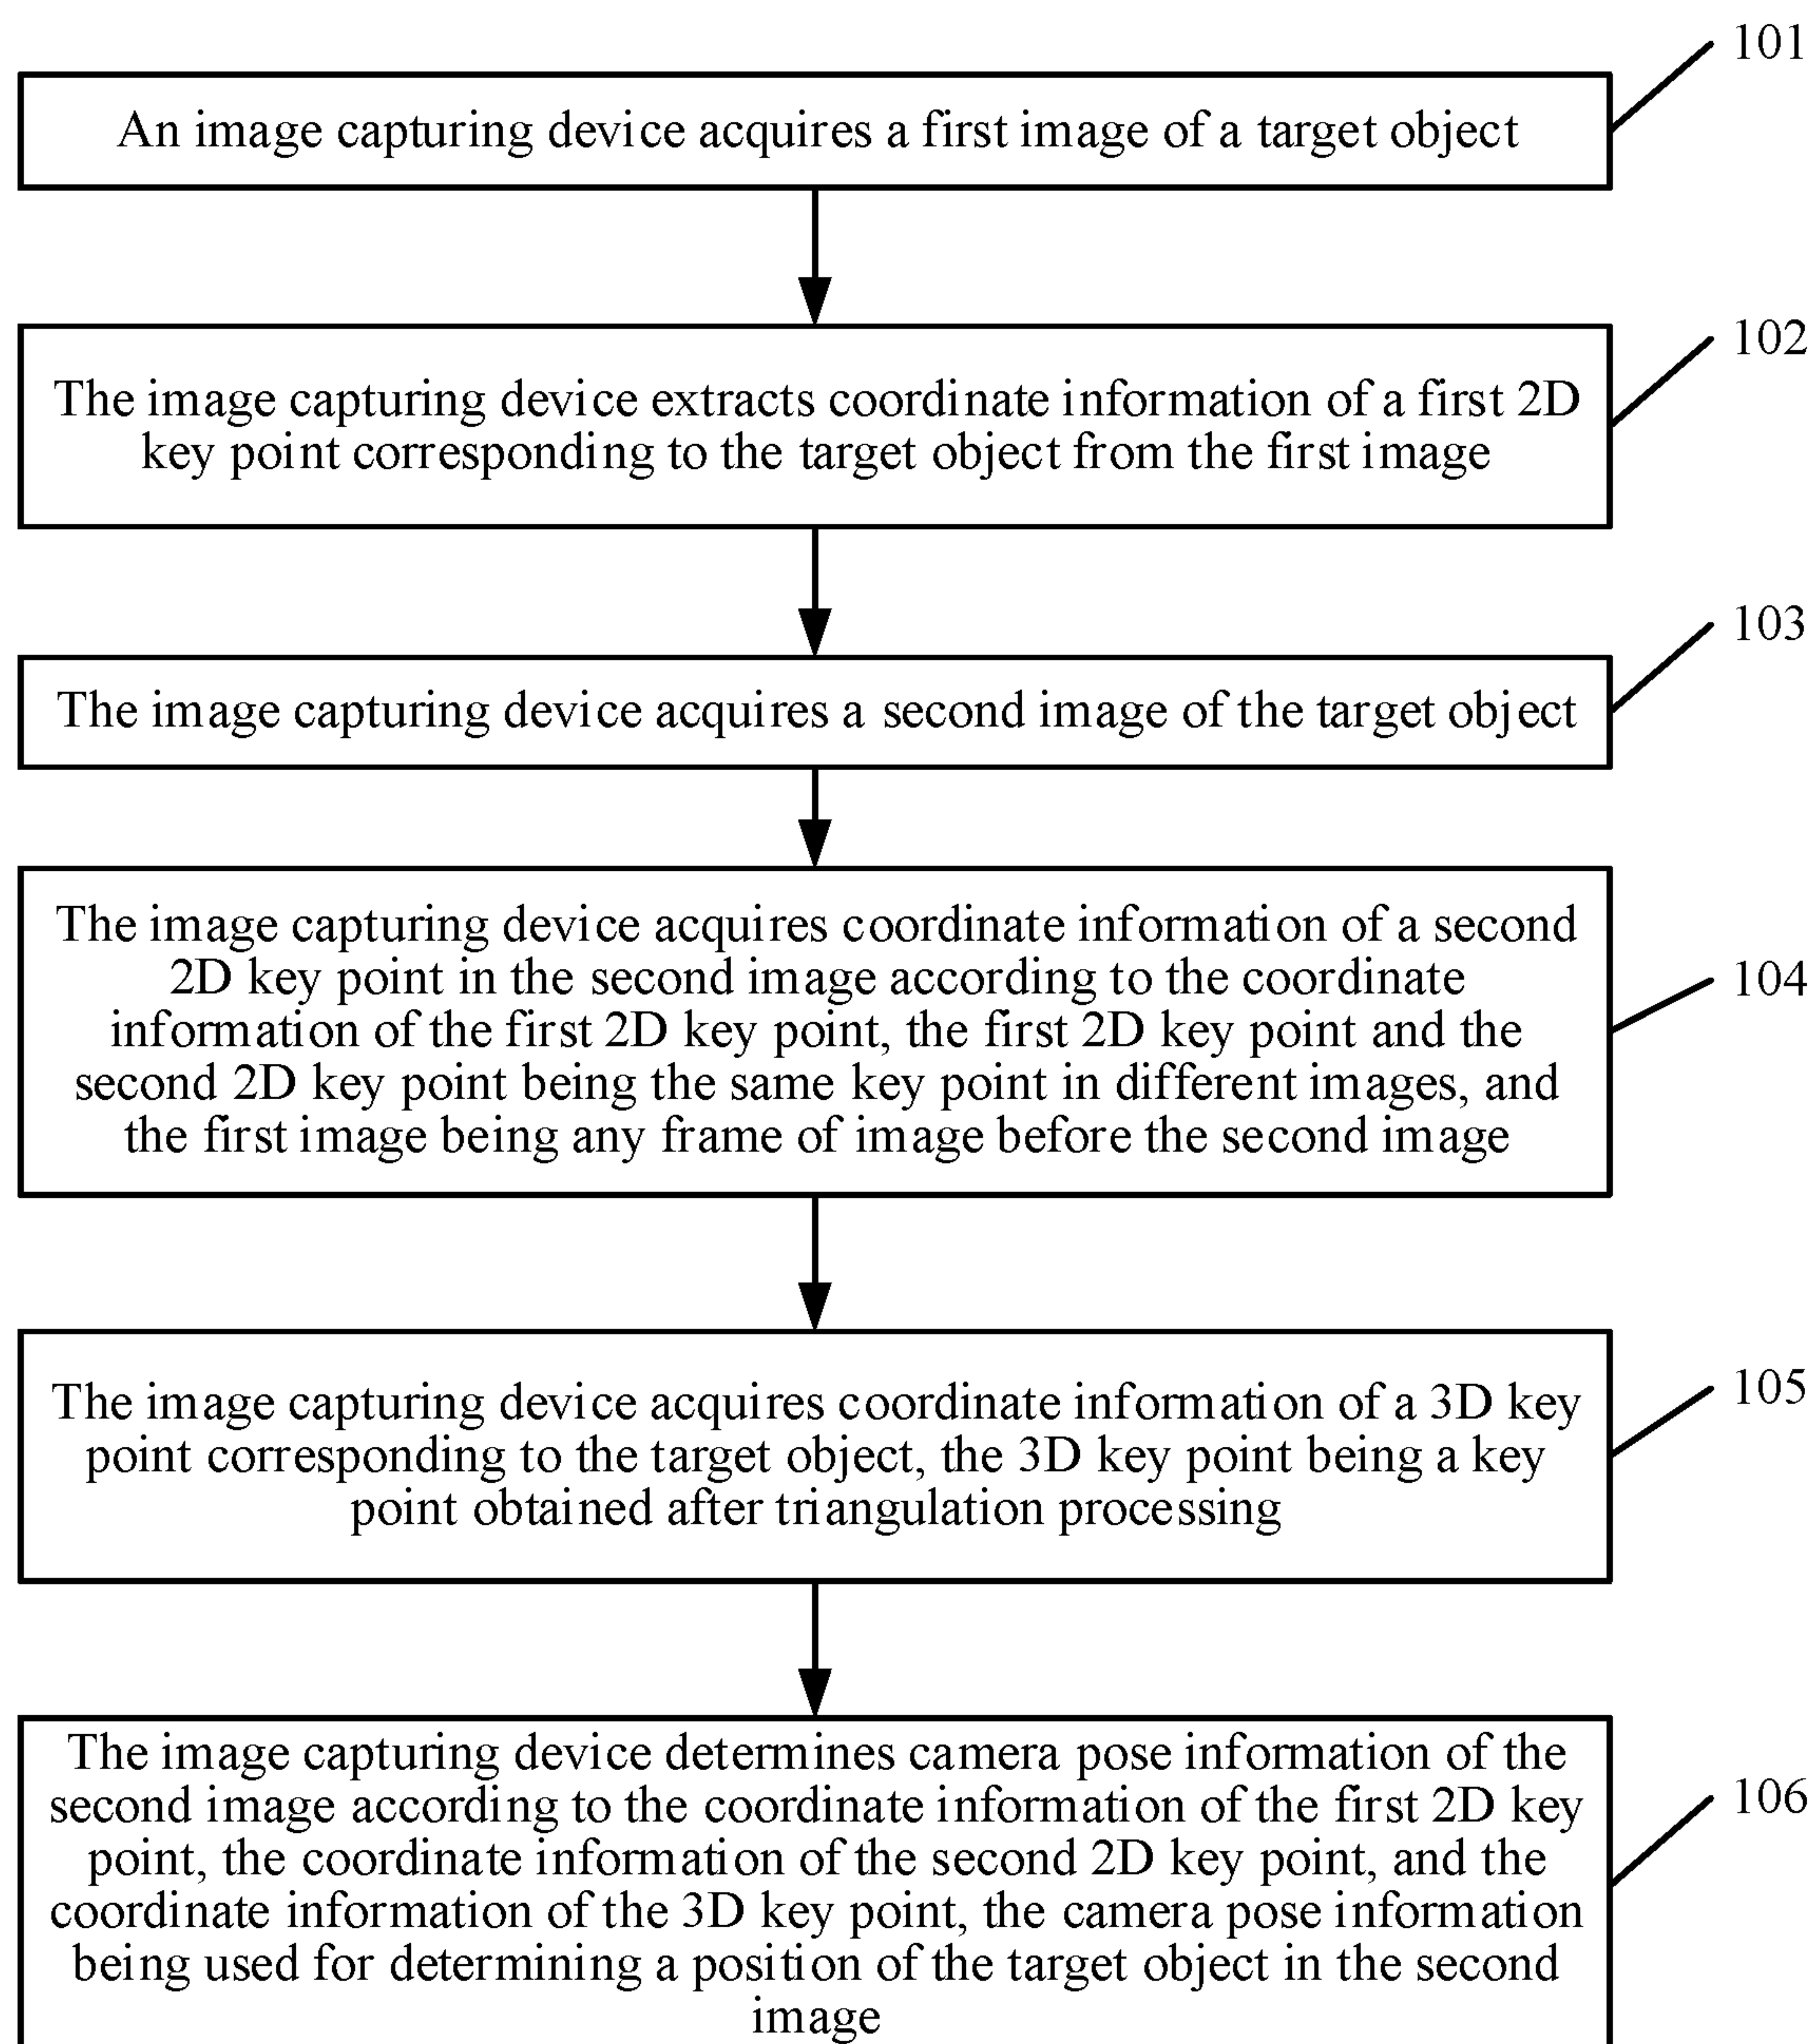 101
An image capturing device acquires a first image of a target object
102
The image capturing device extracts coordinate information of a first 2D
key point corresponding to the target object from the first image
103
The image capturing device acquires a second image of the target object
The image capturing device acquires coordinate information of a second
2D key point in the second image according to the coordinate
104
information of the first 2D key point, the first 2D key point and the
second 2D key point being the same key point in different images, and
the first image being any frame of image before the second image
105
The image capturing device acquires coordinate information of a 3D key
point corresponding to the target object, the 3D key point being a key
point obtained after triangulation processing
The image capturing device determines camera pose information of the
106
second image according to the coordinate information of the first 2D key
point, the coordinate information of the second 2D key point, and the
coordinate information of the 3D key point, the camera pose information
being used for determining a position of the target object in the second
image